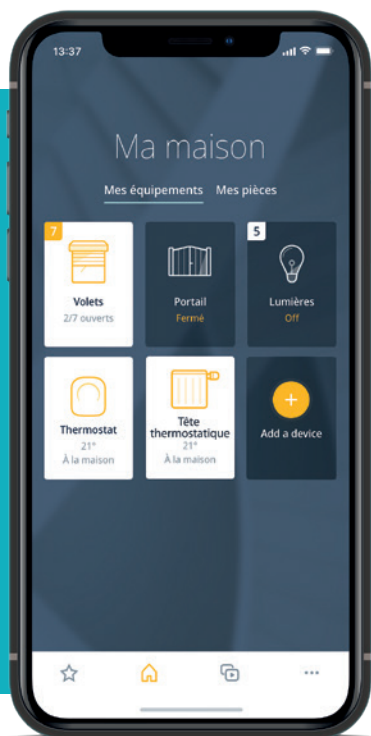 13:37
Ma maison
Mes équipements Mes pièces
7
Volets
2/7 ouverts
Portail
Fermé
5
Lumières
Off
Thermostat
21°
À la maison
Tête
thermostatique
21°
À la maison
Add a device